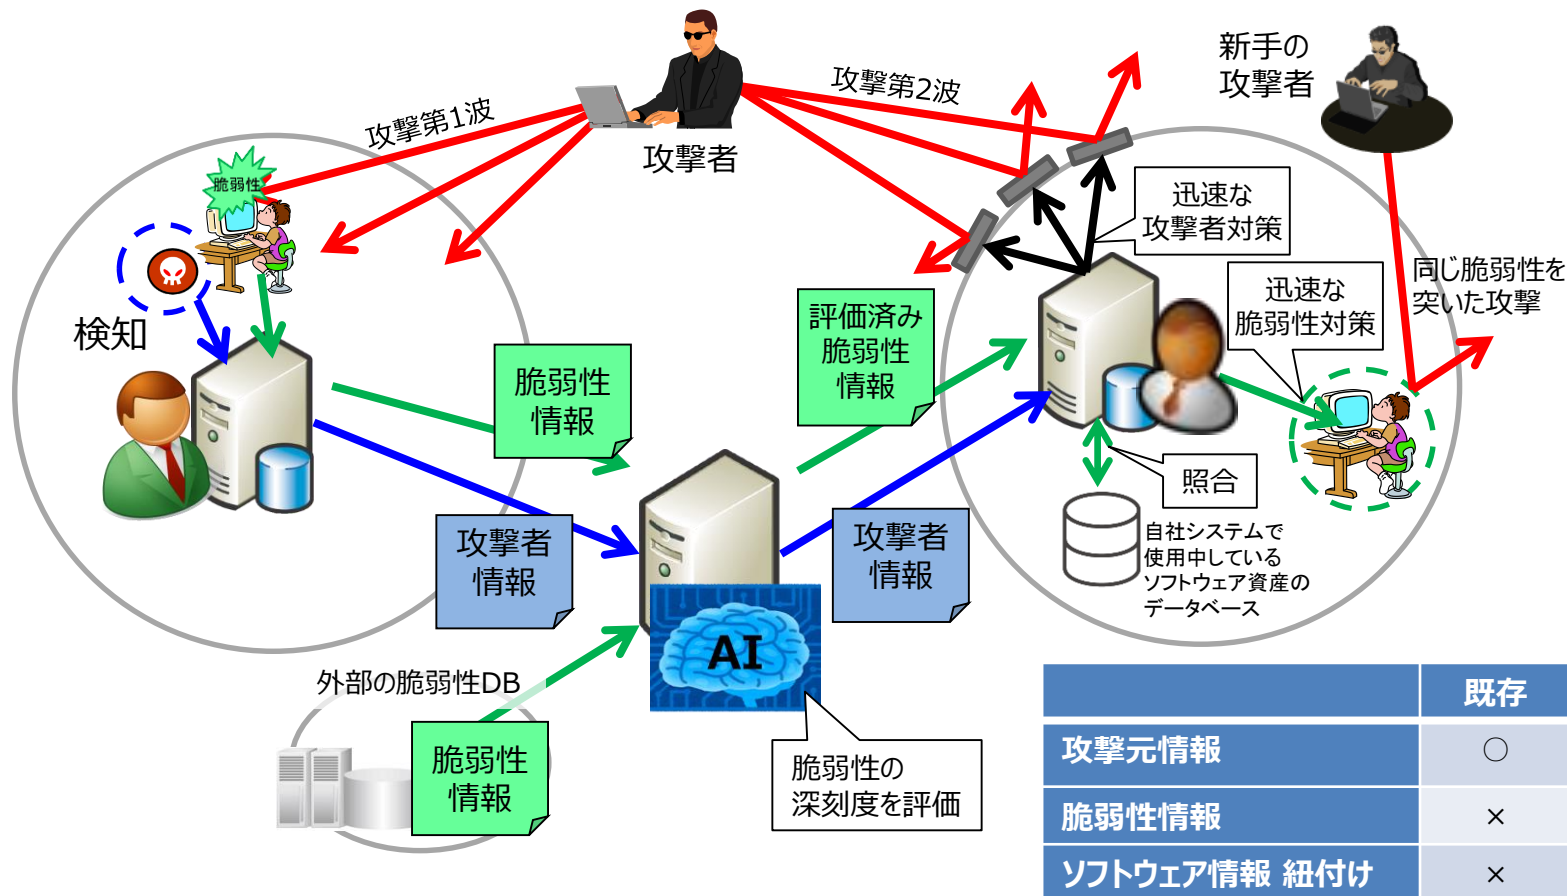 新手の
攻撃者
攻撃第1波
攻撃第2波
攻撃者
脆弱性
迅速な
攻撃者対策
検知
同じ脆弱性を
突いた攻撃
迅速な
脆弱性対策
評価済み
脆弱性
情報
脆弱性
情報
照合
攻撃者
情報
攻撃者
情報
自社システムで
使用中している
ソフトウェア資産の
データベース
AI
外部の脆弱性DB
脆弱性
情報
脆弱性の
深刻度を評価
既存
攻撃元情報 ○
脆弱性情報 ×
ソフトウェア情報 紐付け ×